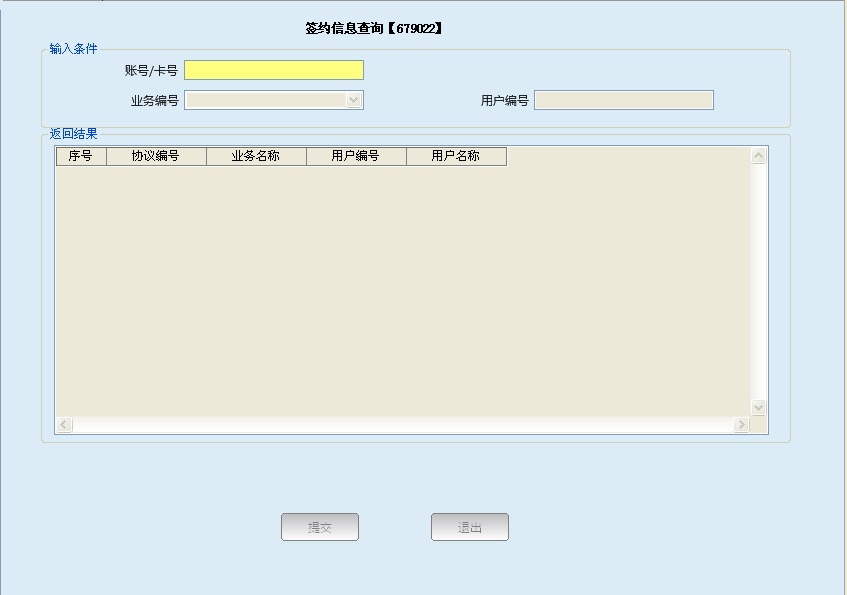 签约信息查询【679022】
输入条件
账号/卡号
业务编号 用户编号
返回结果
序号 协议编号 业务名称 用户编号 用户名称
提交 退出